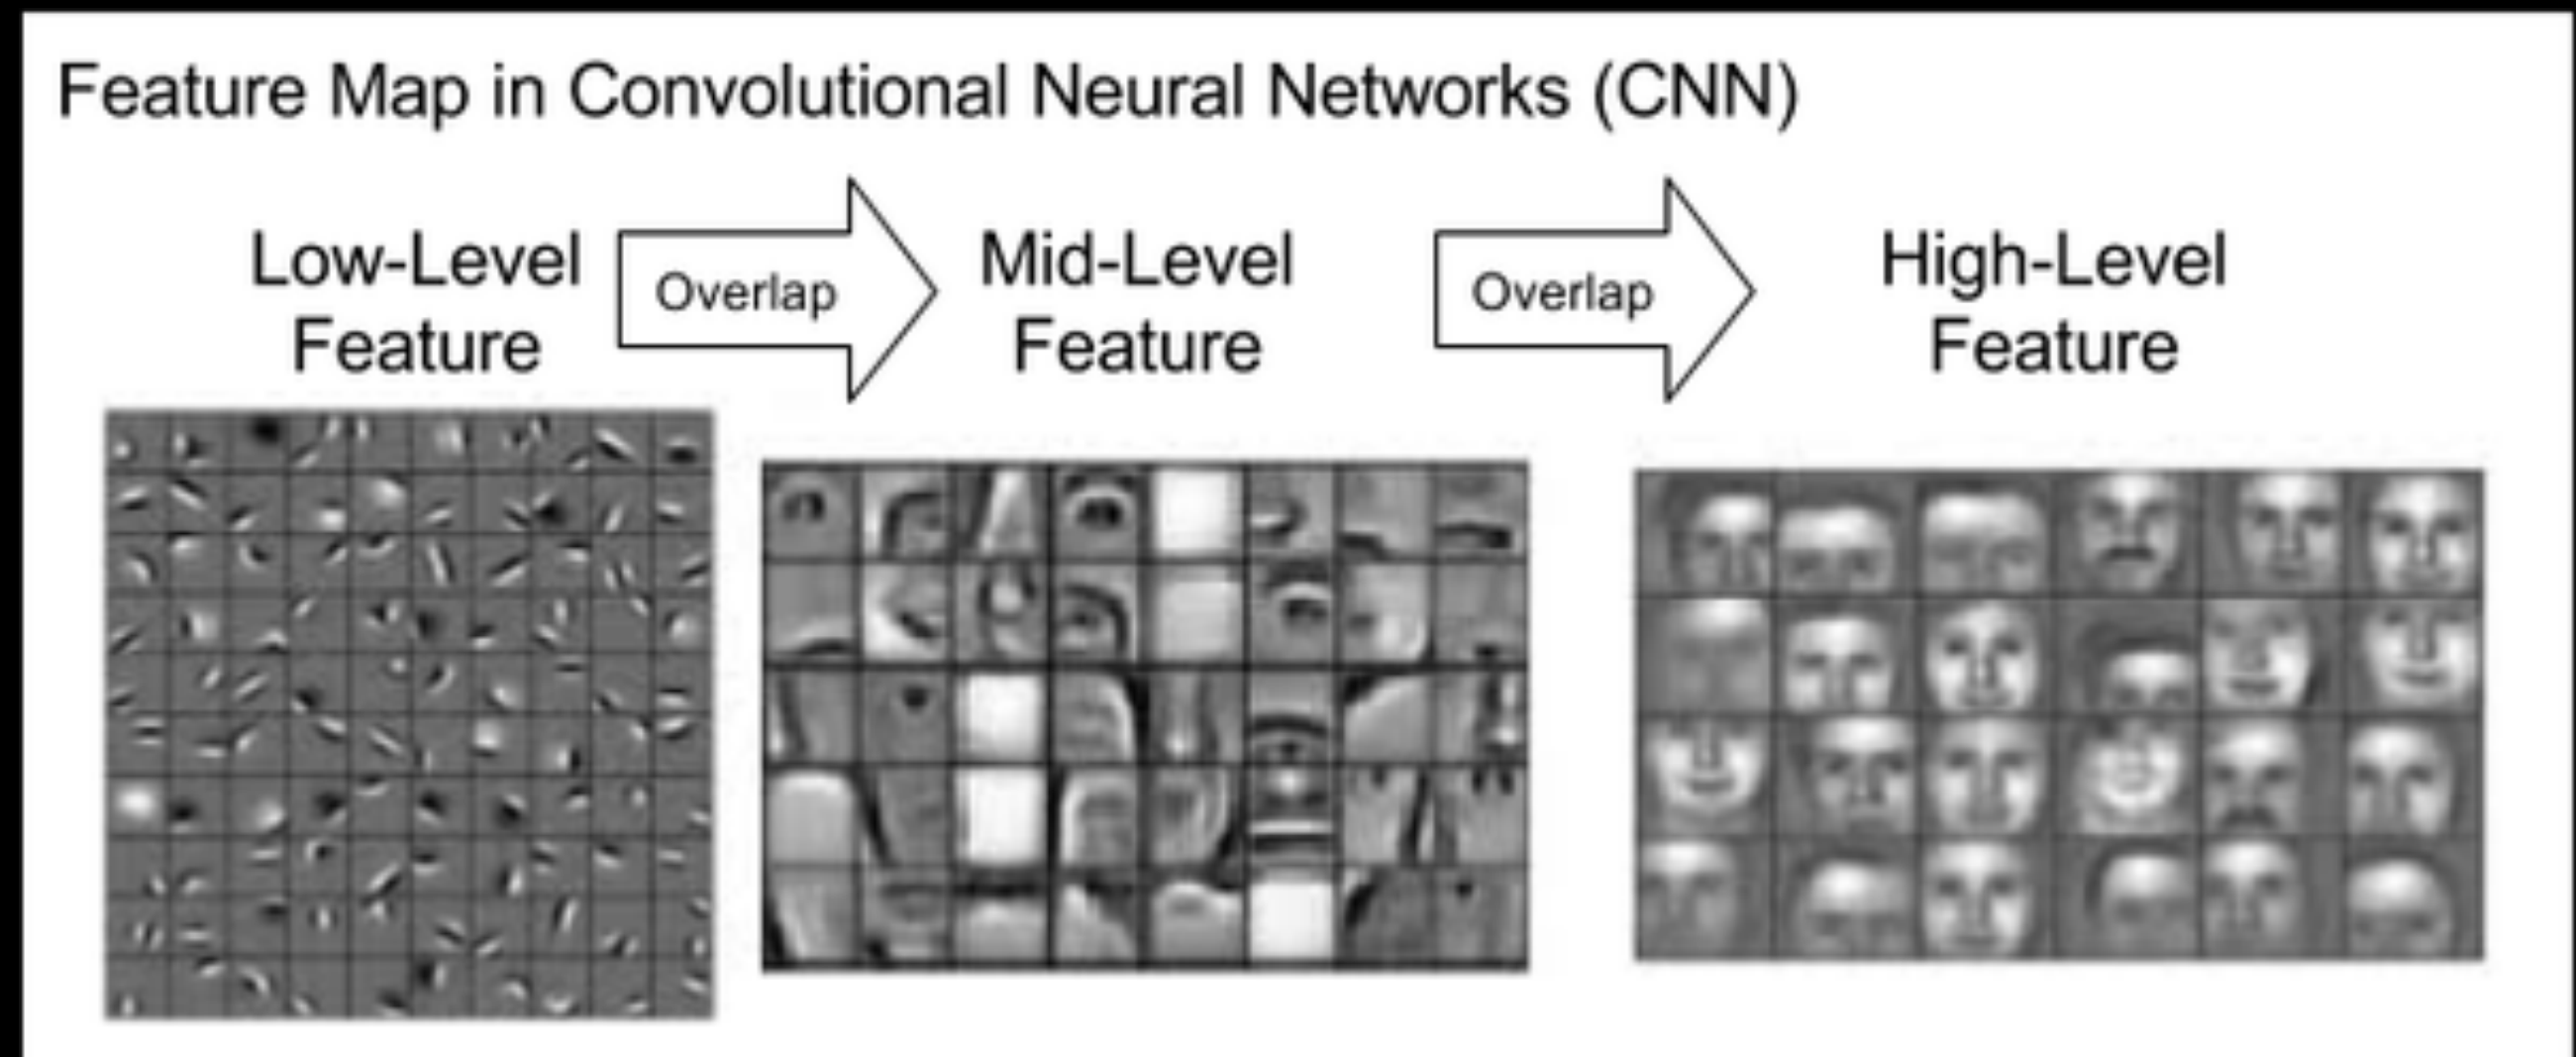 Feature Map in Convolutional Neural Networks (CNN)
Low-Level
Feature
Overlap
Mid-Level
Feature
Overlap
High-Level
Feature